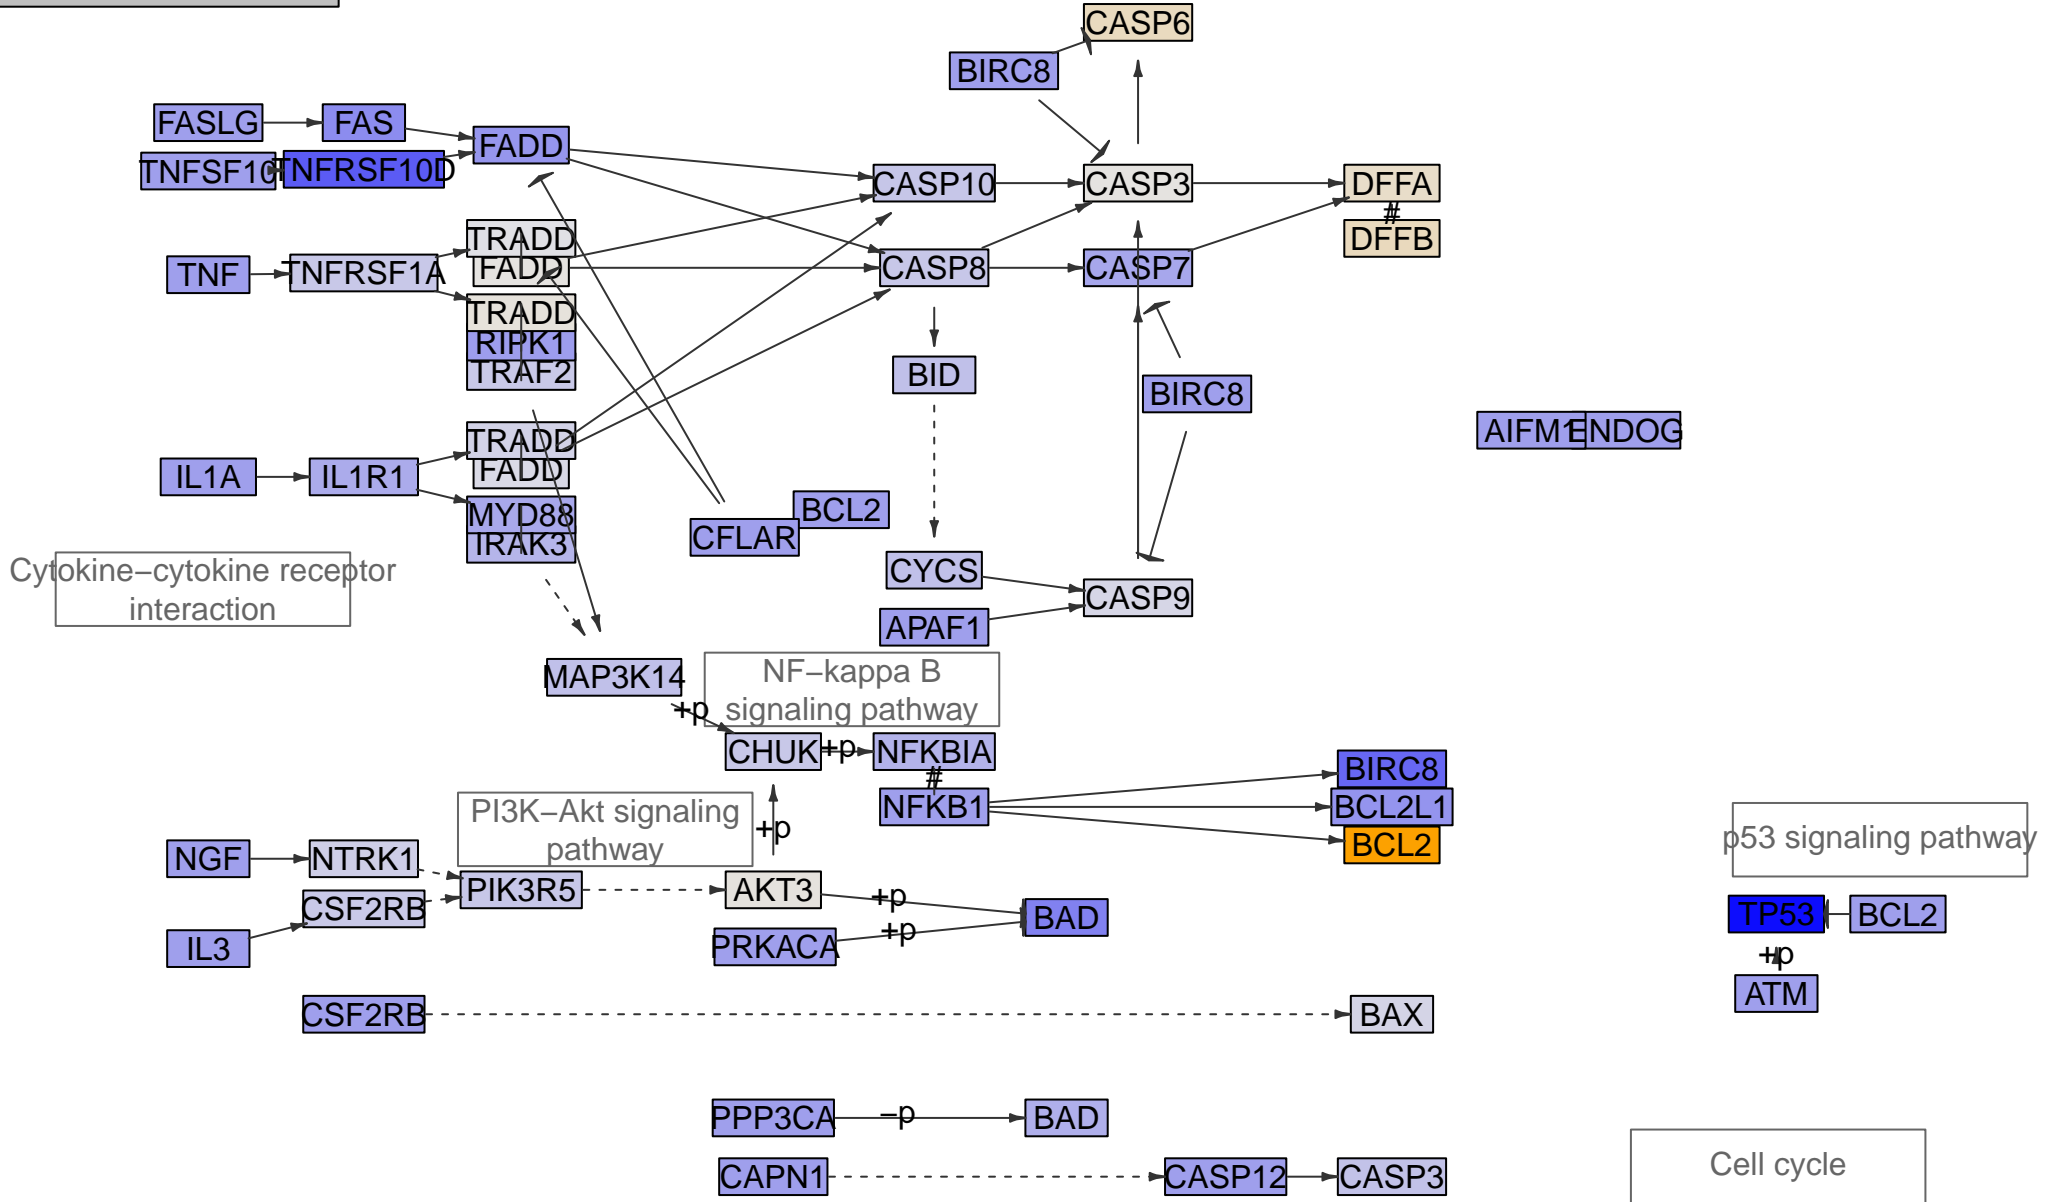 CASP6
BIRC8
FASLG
FAS
FADD
TNFSF10
TNFRSF10D
CASP10
CASP3
DFFA
#
DFFB
TRADD
FADD
TNF
TNFRSF1A
CASP8
CASP7
TRADD
RIPK1
TRAF2
BID
BIRC8
AIFM1
ENDOG
TRADD
FADD
IL1A
IL1R1
MYD88
IRAK3
BCL2
CFLAR
Cytokine−cytokine receptor
interaction
CYCS
CASP9
APAF1
MAP3K14
NF−kappa B
signaling pathway
+p
CHUK
+p
NFKBIA
#
NFKB1
BIRC8
BCL2L1
BCL2
PI3K−Akt signaling
pathway
+p
p53 signaling pathway
NGF
NTRK1
PIK3R5
AKT3
+p
CSF2RB
BAD
TP53
BCL2
IL3
PRKACA
+p
+p
ATM
CSF2RB
BAX
PPP3CA
−p
BAD
CAPN1
CASP12
CASP3
Cell cycle